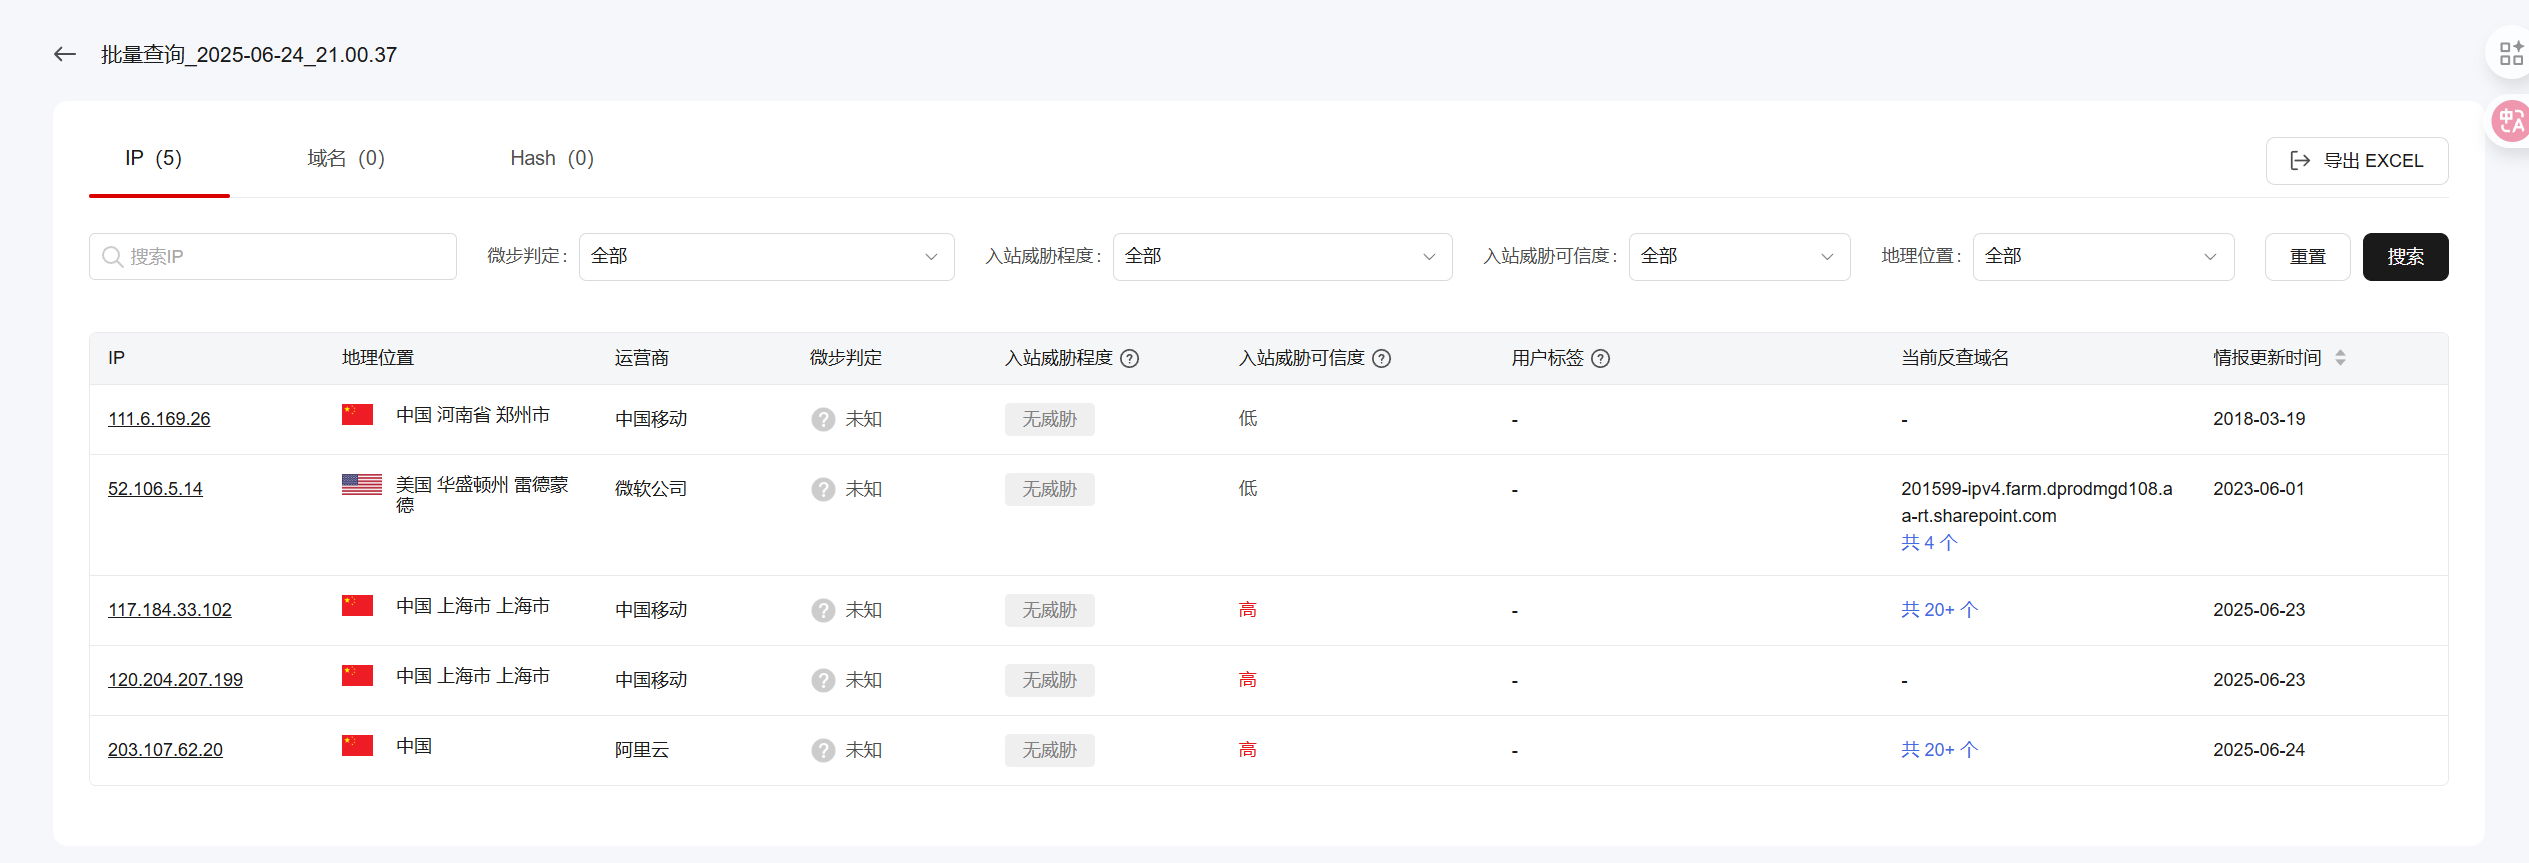 批量查询_2025-06-24_21.00.37
IP (5)
域名 (0)
Hash (0)
导出 EXCEL
搜索IP
微步判定: 全部
入站威胁程度: 全部
入站威胁可信度: 全部
地理位置: 全部
重置
搜索
IP 地理位置 运营商 微步判定 入站威胁程度 ? 入站威胁可信度 ? 用户标签 ? 当前反查域名 情报更新时间
111.6.169.26 中国 河南省 郑州市 中国移动 ? 未知 无威胁 低 - - 2018-03-19
52.106.5.14 美国 华盛顿州 雷德蒙 微软公司 ? 未知 无威胁 低 - 201599-ipv4.farm.dprodmgd108.a 2023-06-01
德 a-rt.sharepoint.com
共 4 个
117.184.33.102 中国 上海市 上海市 中国移动 ? 未知 无威胁 高 - 共 20+ 个 2025-06-23
120.204.207.199 中国 上海市 上海市 中国移动 ? 未知 无威胁 高 - - 2025-06-23
203.107.62.20 中国 阿里云 ? 未知 无威胁 高 - 共 20+ 个 2025-06-24
中A